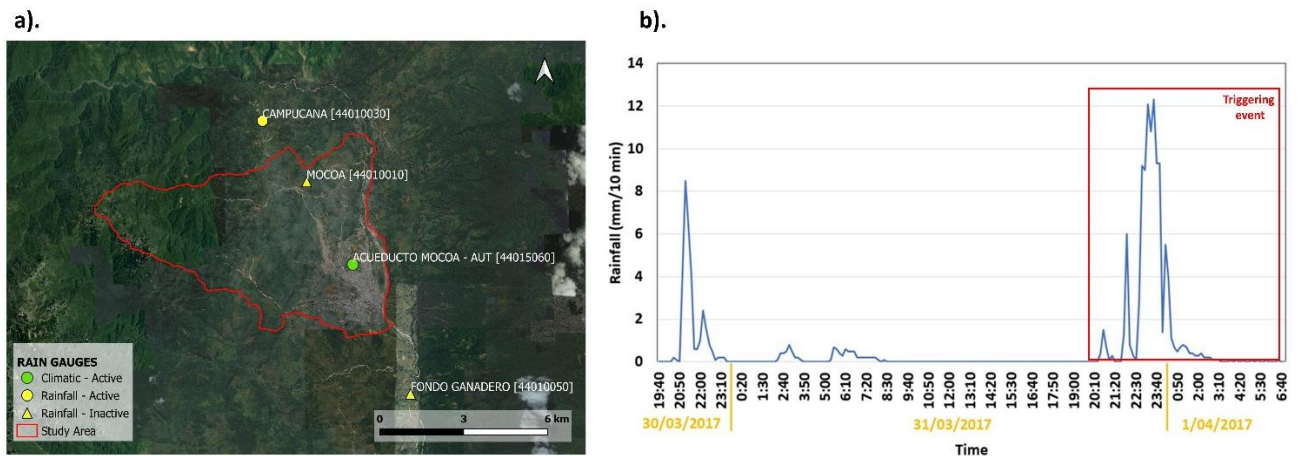 a).
CAMPUCANA [44010030]
MOCOA [44010010]
ACUEDUCTO MOCOA - AUT [44015060]
FONDO GANADERO [44010050]
RAIN GAUGES
Climatic - Active
Rainfall - Active
Rainfall - Inactive
Study Area
0 3 6 km
b).
Rainfall (mm/10 min)
14
12
10
8
6
4
2
0
Triggering
event
19:40 20:50 22:00 23:10 0:20 1:30 2:40 3:50 5:00 6:10 7:20 8:30 9:40 10:50 12:00 13:10 14:20 15:30 16:40 17:50 19:00 20:10 21:20 22:30 23:40 0:50 2:00 3:10 4:20 5:30 6:40
30/03/2017 31/03/2017 1/04/2017
Time